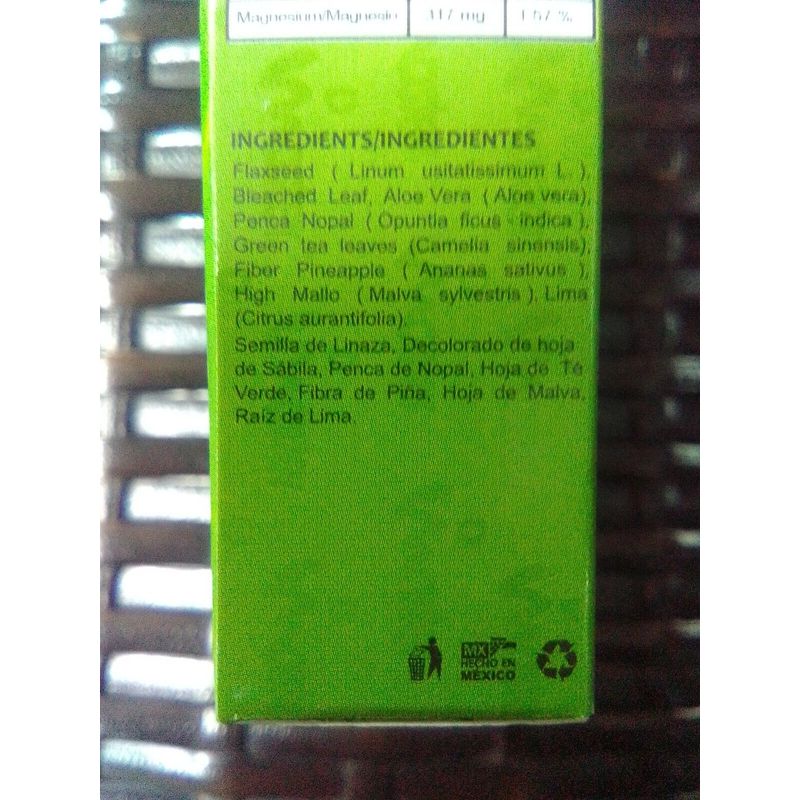 Magnesium/Magnesio 117 mg 1.57 %
INGREDIENTS/INGREDIENTES
Flaxseed ( Linum usitatissimum L. ),
Bleached Leaf, Aloe Vera ( Aloe vera),
Penca Nopal ( Opuntia ficus - indica ),
Green tea leaves (Camelia sinensis),
Fiber Pineapple ( Ananas sativus ),
High Mallo ( Malva sylvestris ), Lima
(Citrus aurantifolia).
Semilla de Linaza, Decolorado de hoja
de Sábila, Penca de Nopal, Hoja de Té
Verde, Fibra de Piña, Hoja de Malva,
Raíz de Lima.
MX
HECHO EN
MÉXICO